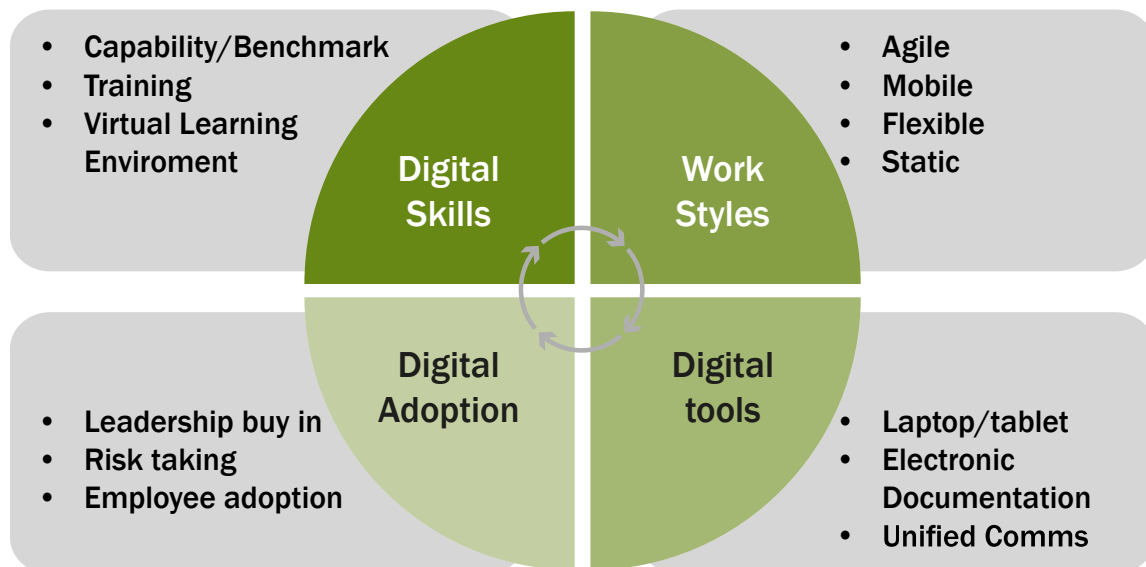 • Capability/Benchmark
• Training
• Virtual Learning
Enviroment
Digital
Skills
Work
Styles
• Agile
• Mobile
• Flexible
• Static
Digital
Adoption
• Leadership buy in
• Risk taking
• Employee adoption
Digital
tools
• Laptop/tablet
• Electronic
Documentation
• Unified Comms